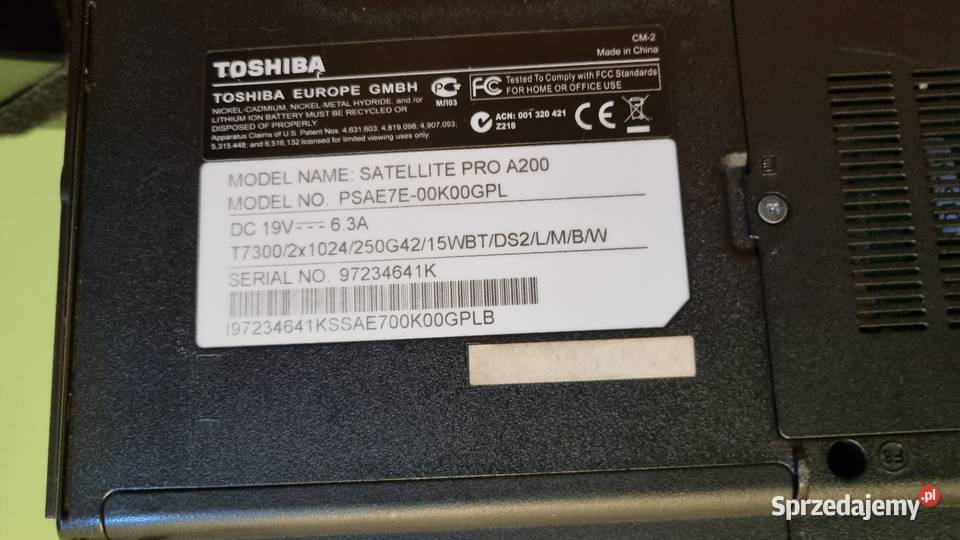 CM-2
Made in China
TOSHIBA
TOSHIBA EUROPE GMBH
МЛ03
FC Tested To Comply with FCC Standards
FOR HOME OR OFFICE USE
NICKEL-CADMIUM, NICKEL-METAL HYDRIDE, and /or
LITHIUM ION BATTERY MUST BE RECYCLED OR
DISPOSED OF PROPERLY.
Apparatus Claims of U.S. Patent Nos. 4,631,603; 4,819,098; 4,907,093;
5,315,448; and 6,516,132 licensed for limited viewing uses only.
ACN: 001 320 421
Z218
CE
MODEL NAME: SATELLITE PRO A200
MODEL NO. PSAE7E-00K00GPL
DC 19V 6.3A
T7300/2x1024/250G42/15WBT/DS2/L/M/B/W
SERIAL NO. 97234641K
I97234641KSSAE700K00GPLB
F3
Sprzedajemy.pl